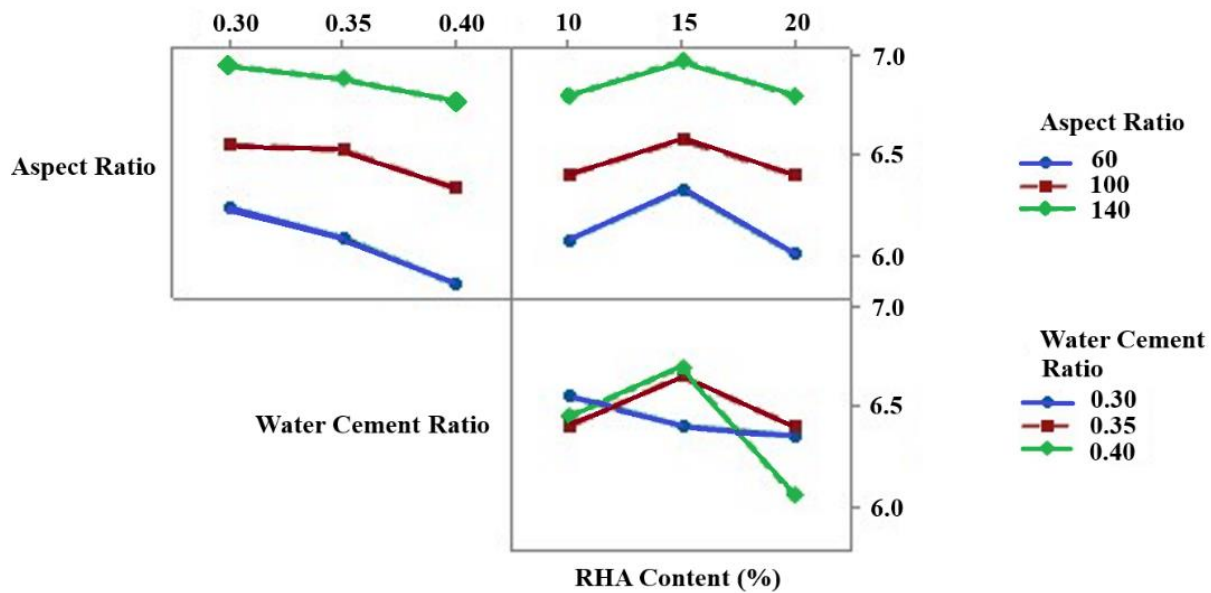 0.30 0.35 0.40 10 15 20
7.0
Aspect Ratio
6.5
6.0
Aspect Ratio
60
100
140
7.0
Water Cement Ratio
6.5
6.0
Water Cement
Ratio
0.30
0.35
0.40
RHA Content (%)